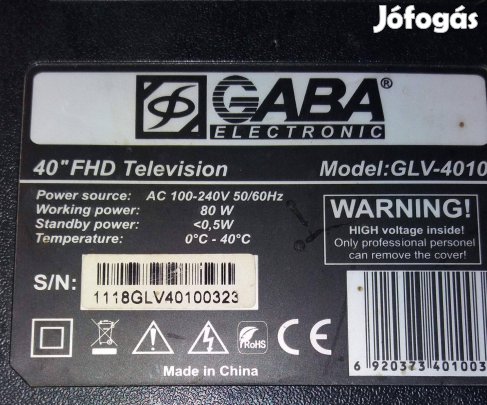 Jófogás
GABA®
ELECTRONIC
40"FHD Television
Model:GLV-4010
Power source: AC 100-240V 50/60Hz
Working power: 80 W
Standby power: <0,5W
Temperature: 0°C - 40°C
WARNING!
HIGH voltage inside!
Only professional personel
can remove the cover!
S/N:
1118GLV40100323
RoHS
CE
Made in China
6 920373 401003